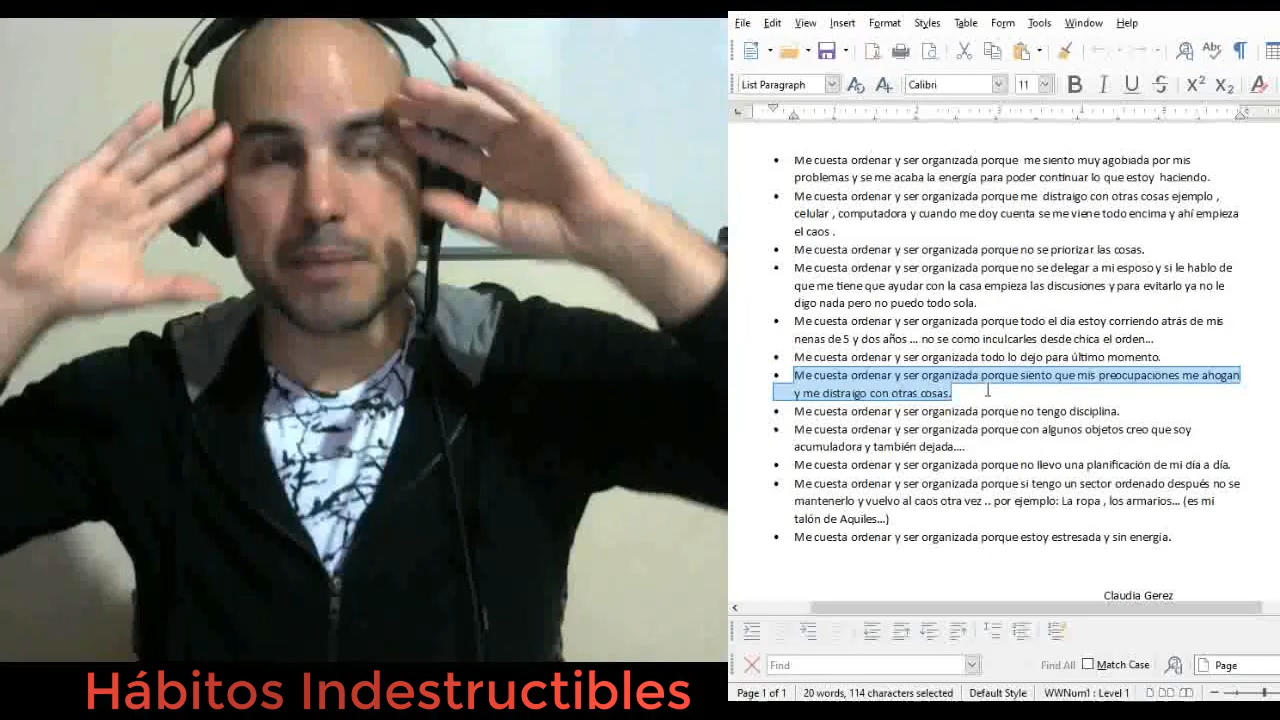 File Edit View Insert Format Styles Table Form Tools Window Help
List Paragraph Calibri 11
Me cuesta ordenar y ser organizada porque  me siento muy agobiada por mis
problemas y se me acaba la energía para poder continuar lo que estoy  haciendo.
Me cuesta ordenar y ser organizada porque me  distraigo con otras cosas ejemplo ,
celular , computadora y cuando me doy cuenta se me viene todo encima y ahí empieza
el caos .
Me cuesta ordenar y ser organizada porque no se priorizar las cosas.
Me cuesta ordenar y ser organizada porque no se delegar a mi esposo y si le hablo de
que me tiene que ayudar con la casa empieza las discusiones y para evitarlo ya no le
digo nada pero no puedo todo sola.
Me cuesta ordenar y ser organizada porque todo el día estoy corriendo atrás de mis
nenas de 5 y dos años ... no se como inculcarles desde chica el orden...
Me cuesta ordenar y ser organizada todo lo dejo para último momento.
Me cuesta ordenar y ser organizada porque siento que mis preocupaciones me ahogan
y me distraigo con otras cosas.
Me cuesta ordenar y ser organizada porque no tengo disciplina.
Me cuesta ordenar y ser organizada porque con algunos objetos creo que soy
acumuladora y también dejada....
Me cuesta ordenar y ser organizada porque no llevo una planificación de mi día a día.
Me cuesta ordenar y ser organizada porque si tengo un sector ordenado después no se
mantenerlo y vuelvo al caos otra vez .. por ejemplo: La ropa , los armarios... (es mi
talón de Aquiles...)
Me cuesta ordenar y ser organizada porque estoy estresada y sin energía.
Claudia Gerez
Find Find All Match Case Page
Page 1 of 1 20 words, 114 characters selected Default Style WWNum1 : Level 1
Hábitos Indestructibles